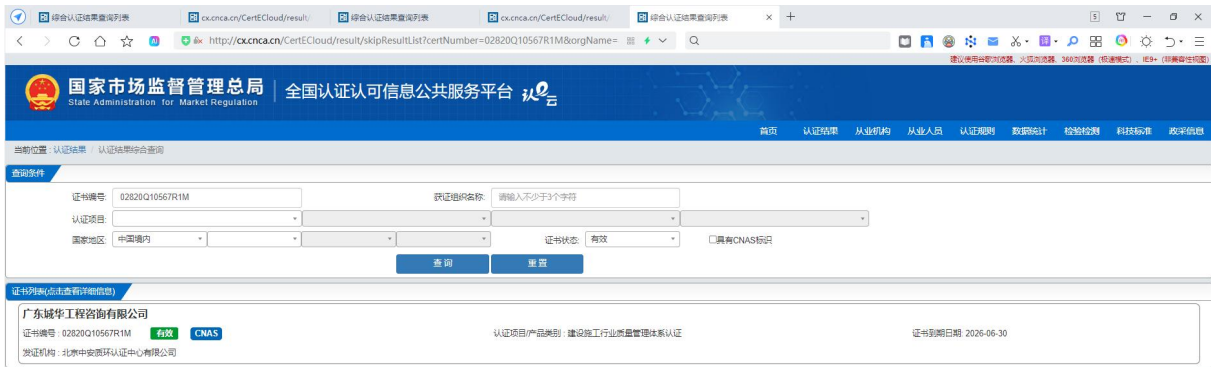 综合认证结果查询列表 cx.cnca.cn/CertECloud/result/ 综合认证结果查询列表 cx.cnca.cn/CertECloud/result/ 综合认证结果查询列表
http://cx.cnca.cn/CertECloud/result/skipResultList?certNumber=02820Q10567R1M&orgName=
建议使用谷歌浏览器、火狐浏览器、360浏览器（极速模式）、IE9+（非兼容性视图）
国家市场监督管理总局 全国认证认可信息公共服务平台 认e云
State Administration for Market Regulation
首页 认证结果 从业机构 从业人员 认证规则 数据统计 检验检测 科技标准 政采信息
当前位置：认证结果 / 认证结果综合查询
查询条件
证书编号: 02820Q10567R1M 获证组织名称: 请输入不少于3个字符
认证项目:
国家地区: 中国境内 证书状态: 有效 具有CNAS标识
查询 重置
证书列表(点击查看详细信息)
广东城华工程咨询有限公司
证书编号：02820Q10567R1M 有效 CNAS 认证项目/产品类别：建设施工行业质量管理体系认证 证书到期日期: 2026-06-30
发证机构：北京中安质环认证中心有限公司